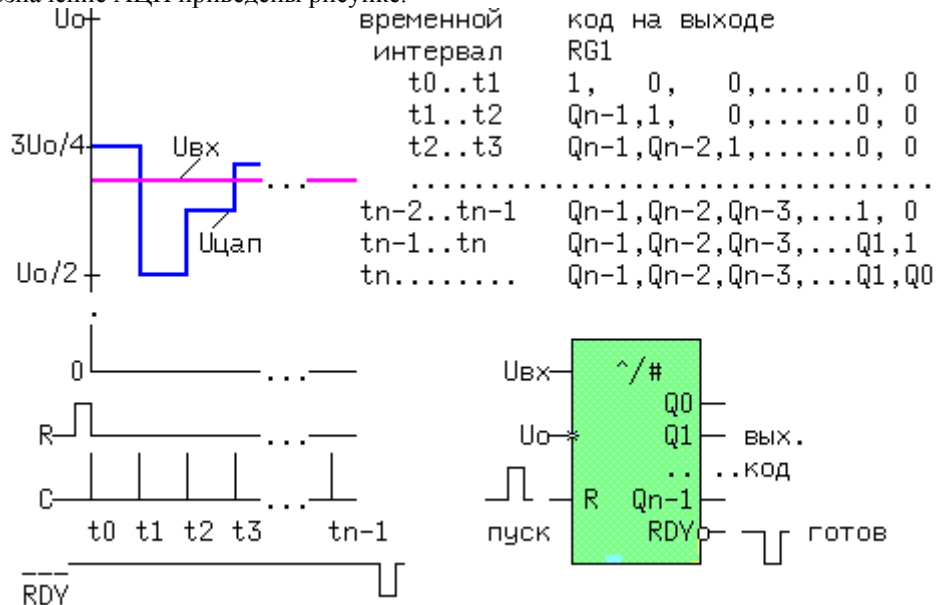 означение АЦП приведены рисунке.
Uo
временной код на выходе
интервал RG1
t0..t1 1, 0, 0,......0, 0
t1..t2 Qn-1,1, 0,......0, 0
3Uo/4 Uвх t2..t3 Qn-1,Qn-2,1,......0, 0
... ................................
tn-2..tn-1 Qn-1,Qn-2,Qn-3,...1, 0
Uцап tn-1..tn Qn-1,Qn-2,Qn-3,...Q1,1
Uo/2 tn........ Qn-1,Qn-2,Qn-3,...Q1,Q0
.
0 ... Uвх ^/#
Q0
R ... Uo Q1 вых.
.. ..код
C ... R Qn-1
t0 t1 t2 t3 tn-1 пуск RDY готов
RDY